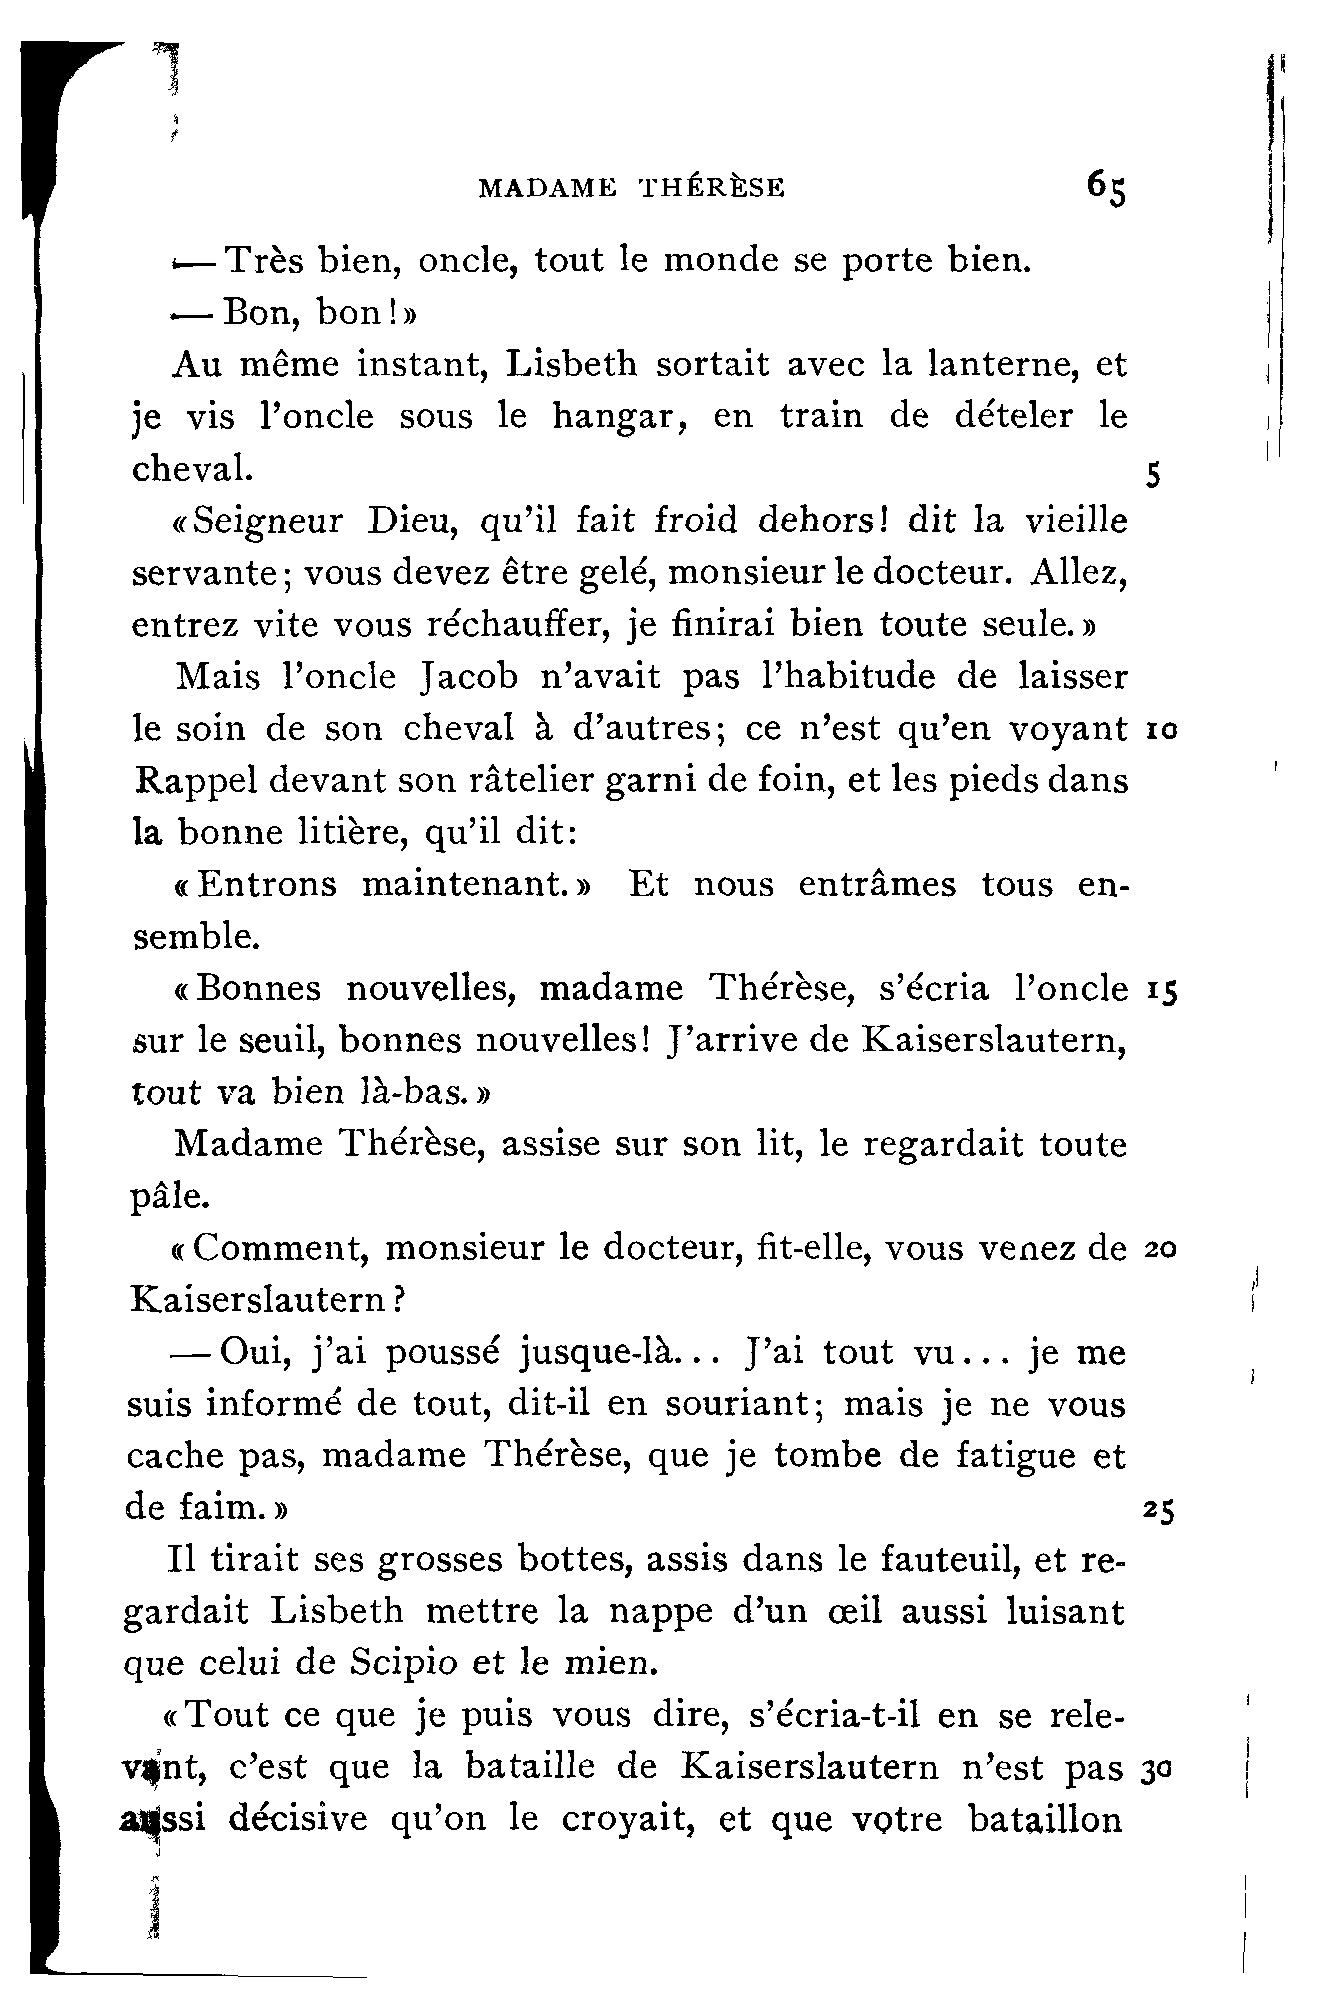 MADAME THÉRÈSE 65
— Très bien, oncle, tout le monde se porte bien.
— Bon, bon !»
Au même instant, Lisbeth sortait avec la lanterne, et
je vis l'oncle sous le hangar, en train de dételer le
cheval. 5
«Seigneur Dieu, qu'il fait froid dehors! dit la vieille
servante; vous devez être gelé, monsieur le docteur. Allez,
entrez vite vous réchauffer, je finirai bien toute seule.»
Mais l'oncle Jacob n'avait pas l'habitude de laisser
le soin de son cheval à d'autres; ce n'est qu'en voyant 10
Rappel devant son râtelier garni de foin, et les pieds dans
la bonne litière, qu'il dit:
«Entrons maintenant.» Et nous entrâmes tous en-
semble.
«Bonnes nouvelles, madame Thérèse, s'écria l'oncle 15
sur le seuil, bonnes nouvelles! J'arrive de Kaiserslautern,
tout va bien là-bas.»
Madame Thérèse, assise sur son lit, le regardait toute
pâle.
«Comment, monsieur le docteur, fit-elle, vous venez de 20
Kaiserslautern ?
— Oui, j'ai poussé jusque-là... J'ai tout vu... je me
suis informé de tout, dit-il en souriant; mais je ne vous
cache pas, madame Thérèse, que je tombe de fatigue et
de faim.» 25
Il tirait ses grosses bottes, assis dans le fauteuil, et re-
gardait Lisbeth mettre la nappe d'un œil aussi luisant
que celui de Scipio et le mien.
«Tout ce que je puis vous dire, s'écria-t-il en se rele-
vant, c'est que la bataille de Kaiserslautern n'est pas 30
aussi décisive qu'on le croyait, et que votre bataillon